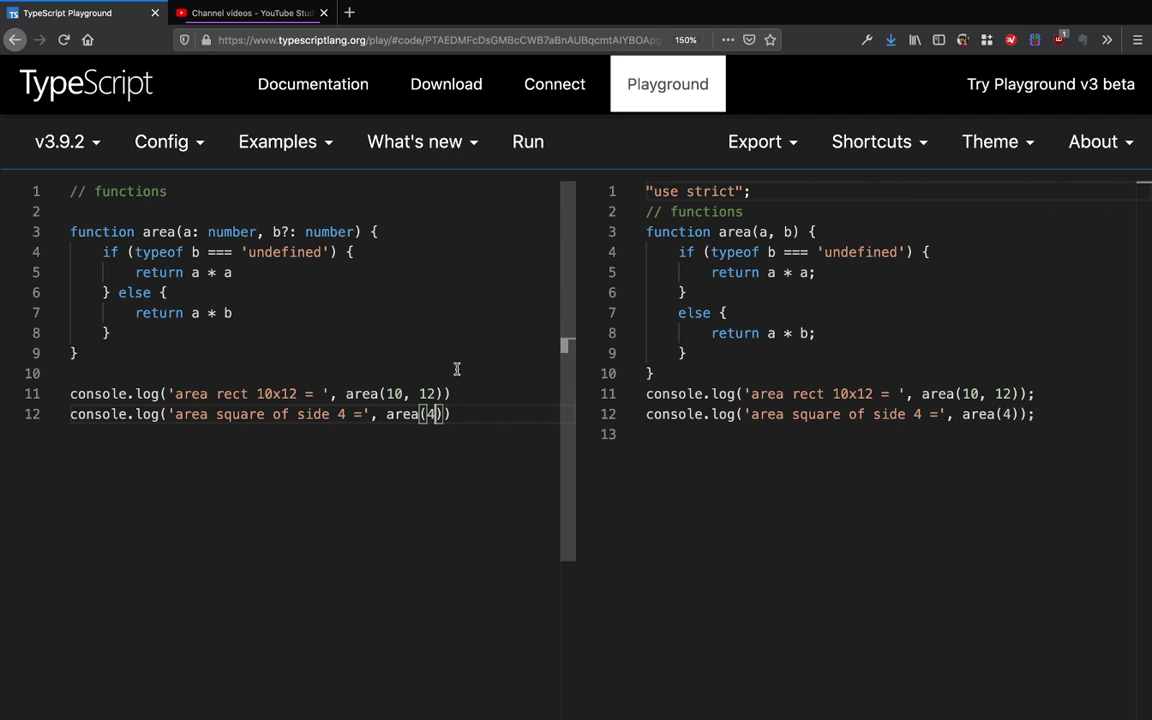 TypeScript Playground
Channel videos - YouTube Stud
https://www.typescriptlang.org/play/#code/PTAEDMFcDsGMBcCWB7aBnAUBqcmtAIYBOApg
150%
1
TypeScript
Documentation
Download
Connect
Playground
Try Playground v3 beta
v3.9.2
Config
Examples
What's new
Run
Export
Shortcuts
Theme
About
1 // functions
2
3 function area(a: number, b?: number) {
4 if (typeof b === 'undefined') {
5 return a * a
6 } else {
7 return a * b
8 }
9 }
10
11 console.log('area rect 10x12 = ', area(10, 12))
12 console.log('area square of side 4 =', area(4))
1 "use strict";
2 // functions
3 function area(a, b) {
4 if (typeof b === 'undefined') {
5 return a * a;
6 }
7 else {
8 return a * b;
9 }
10 }
11 console.log('area rect 10x12 = ', area(10, 12));
12 console.log('area square of side 4 =', area(4));
13